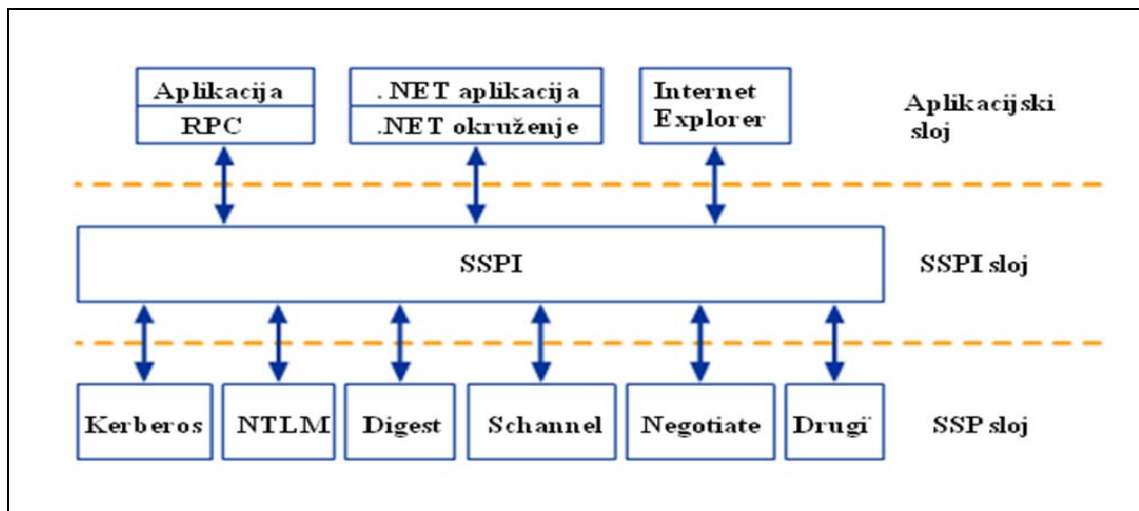 Aplikacija
RPC
. NET aplikacija
.NET okruženje
Internet
Explorer
Aplikacijski
sloj
SSPI
SSPI sloj
Kerberos
NTLM
Digest
Schannel
Negotiate
Drugi
SSP sloj